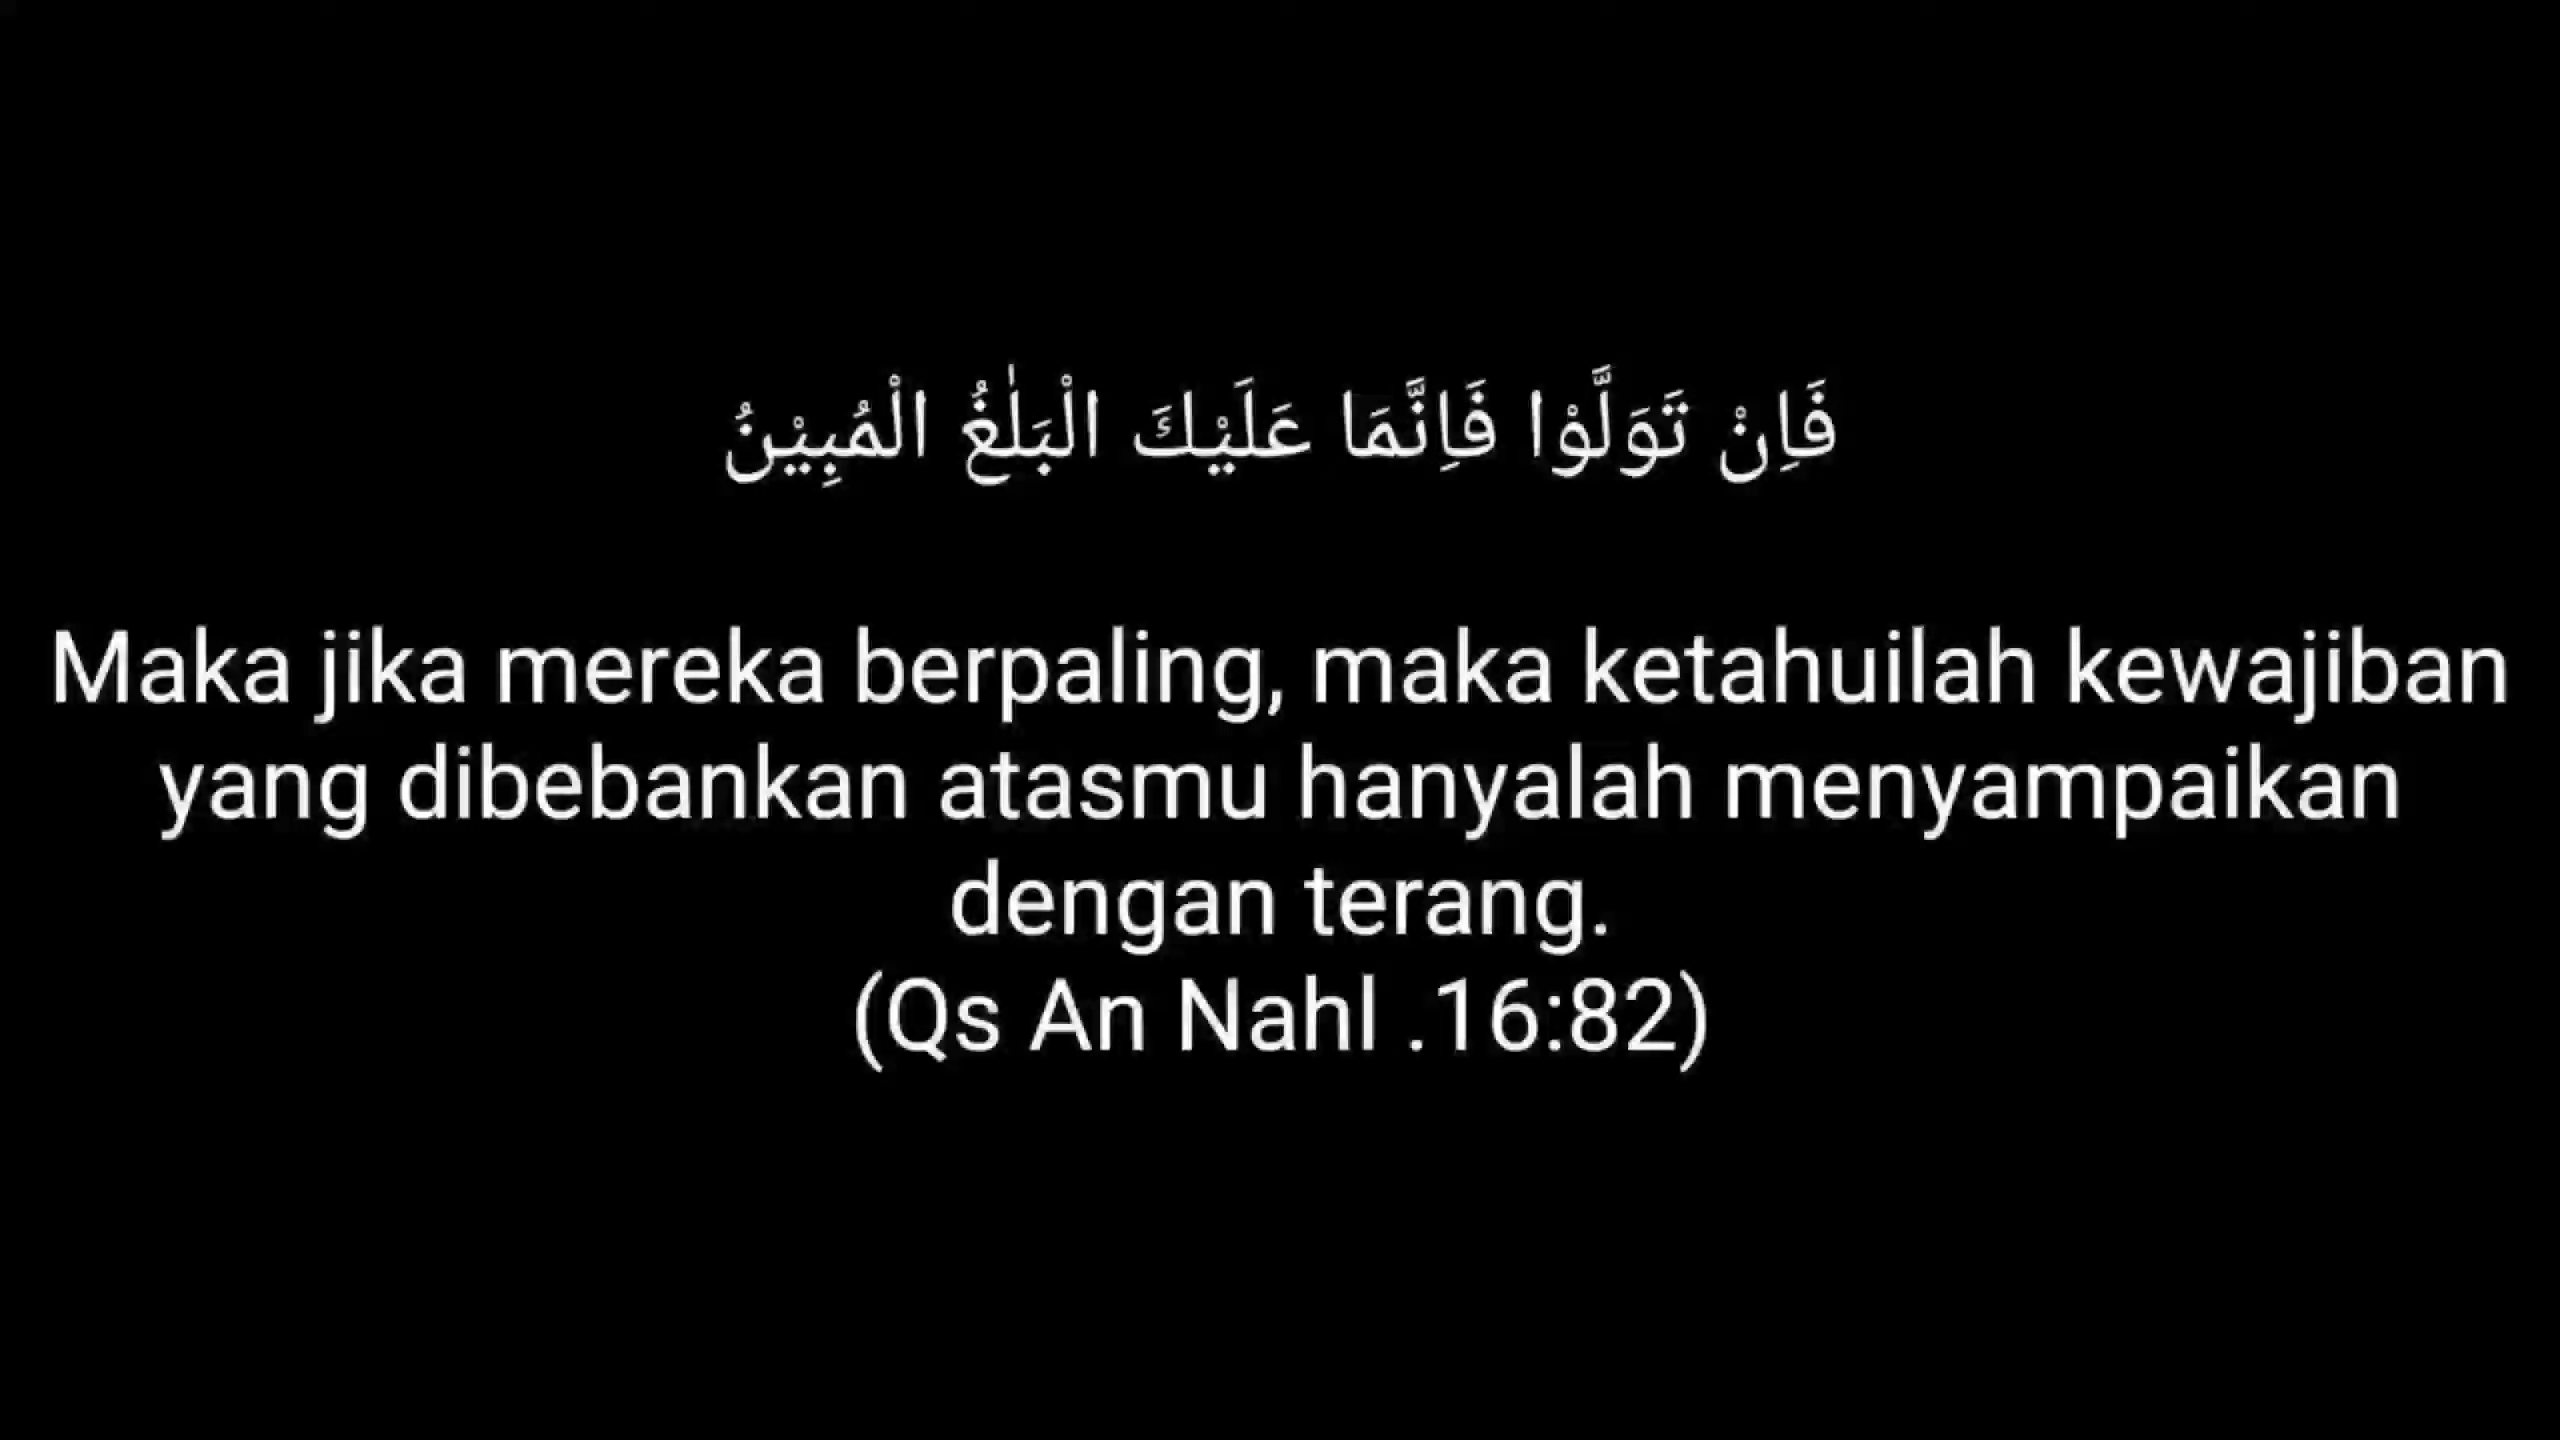 فَاِنْ تَوَلَّوْا فَاِنَّمَا عَلَيْكَ الْبَلٰغُ الْمُبِيْنُ
Maka jika mereka berpaling, maka ketahuilah kewajiban
yang dibebankan atasmu hanyalah menyampaikan
dengan terang.
(Qs An Nahl .16:82)